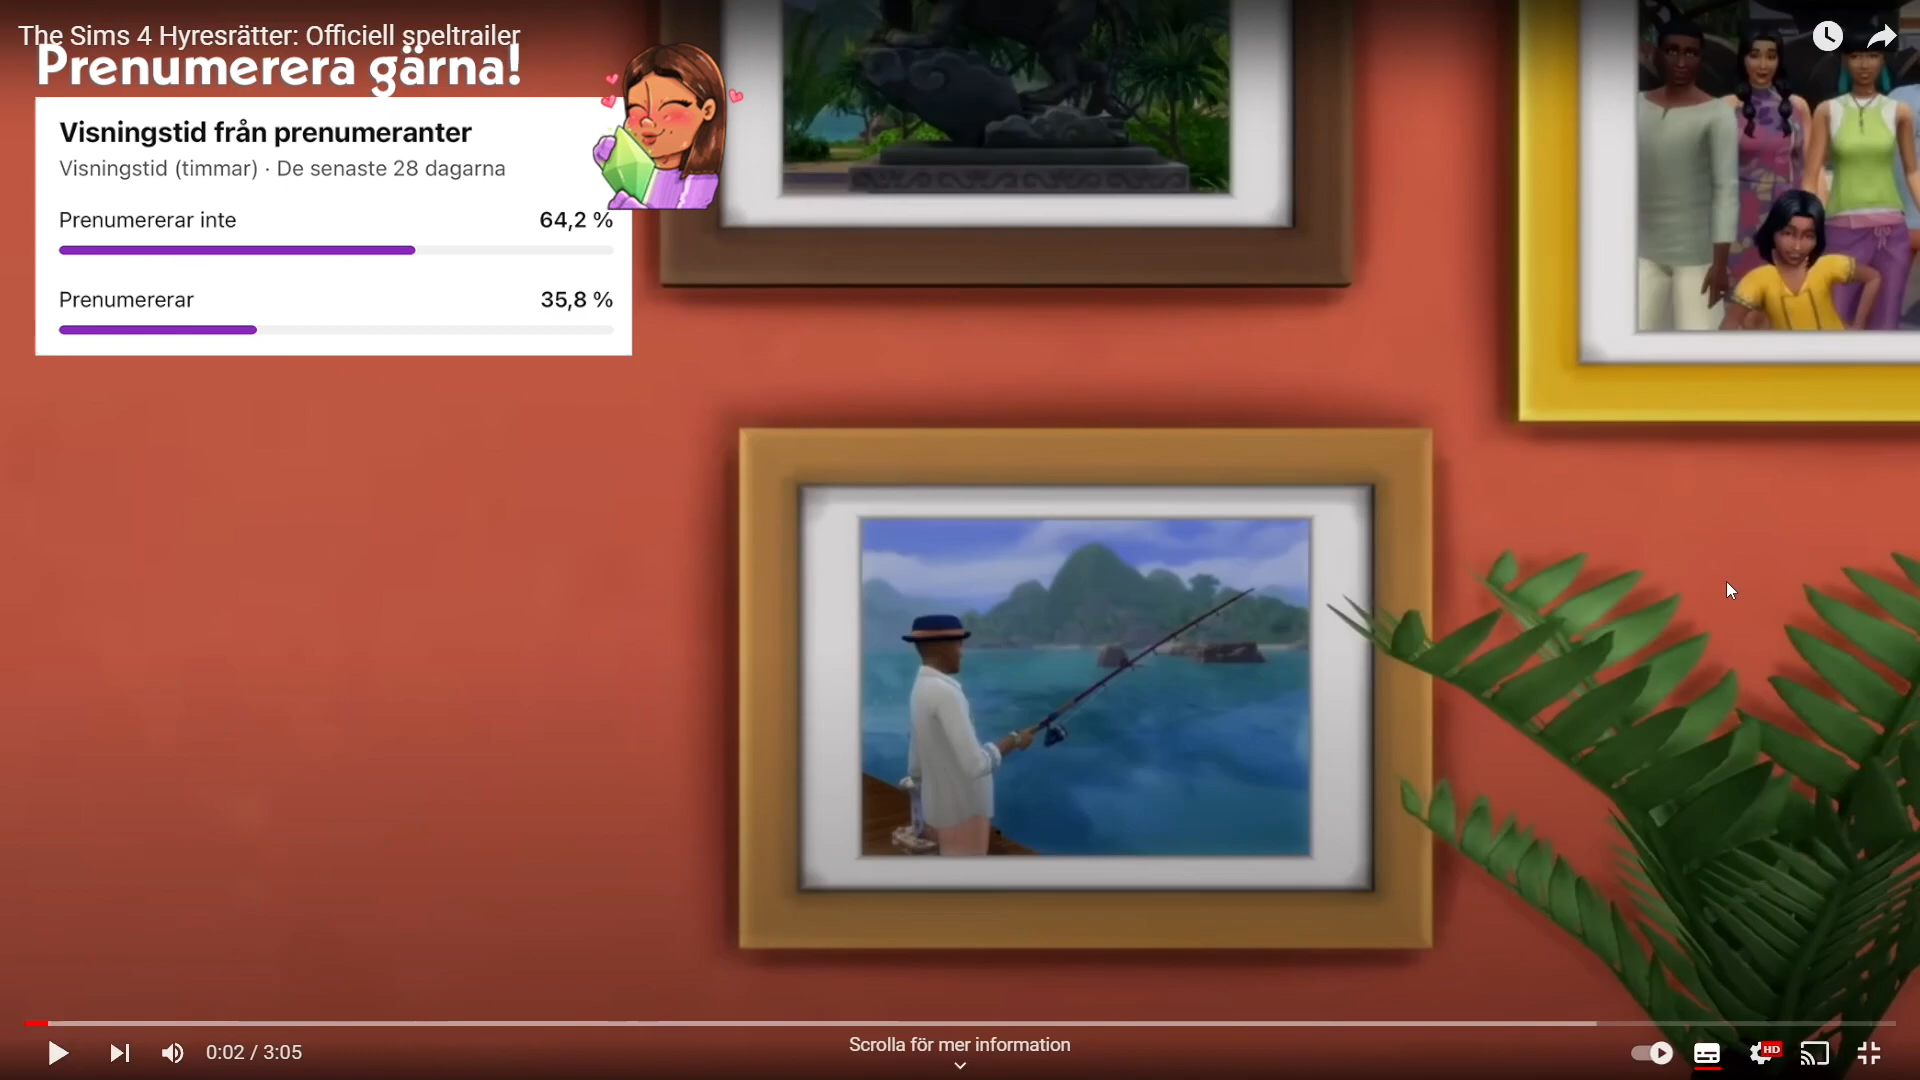 The Sims 4 Hyresrätter: Officiell speltrailer
Prenumerera gärna!
Visningstid från prenumeranter
Visningstid (timmar) · De senaste 28 dagarna
Prenumererar inte 64,2 %
Prenumererar 35,8 %
0:02 / 3:05
Scrolla för mer information
HD